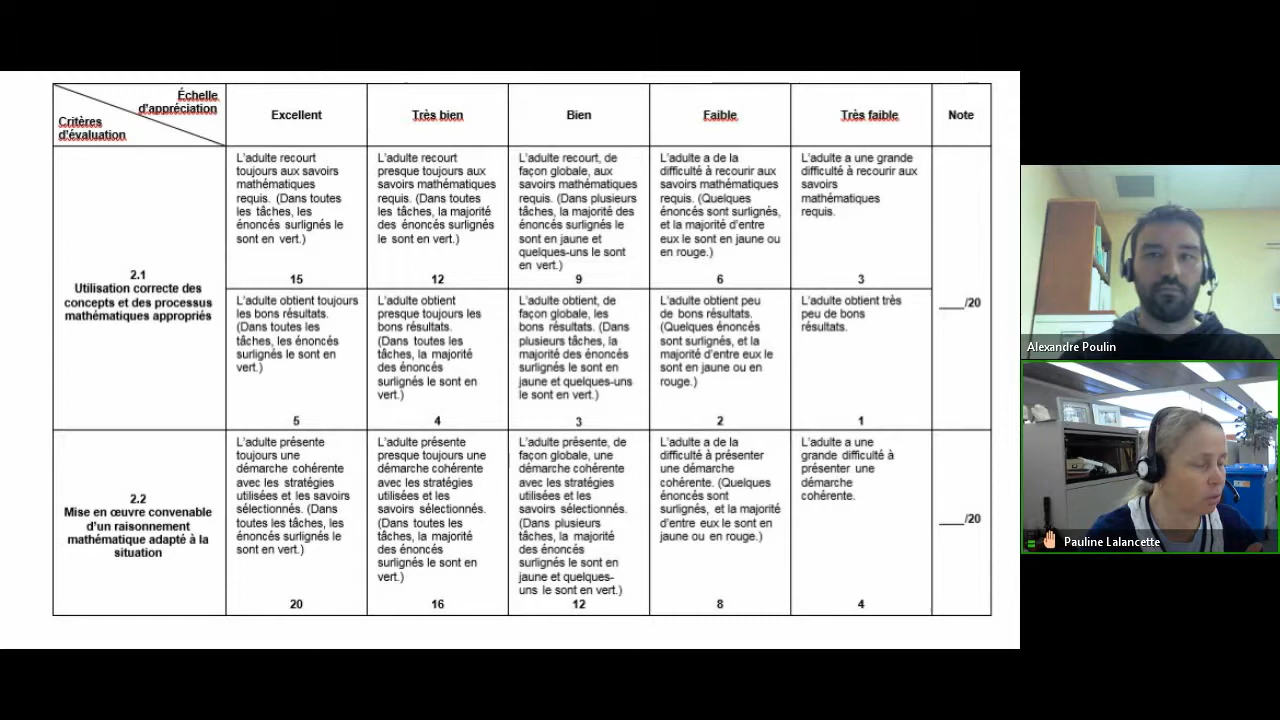 Échelle
d'appréciation
Critères
d'évaluation
Excellent
Très bien
Bien
Faible
Très faible
Note
2.1
Utilisation correcte des
concepts et des processus
mathématiques appropriés
L'adulte recourt
toujours aux savoirs
mathématiques
requis. (Dans toutes
les tâches, les
énoncés surlignés le
sont en vert.)
15
L'adulte recourt
presque toujours aux
savoirs mathématiques
requis. (Dans toutes
les tâches, la majorité
des énoncés surlignés
le sont en vert.)
12
L'adulte recourt, de
façon globale, aux
savoirs mathématiques
requis. (Dans plusieurs
tâches, la majorité des
énoncés surlignés le
sont en jaune et
quelques-uns le sont
en vert.)
9
L'adulte a de la
difficulté à recourir aux
savoirs mathématiques
requis. (Quelques
énoncés sont surlignés,
et la majorité d'entre
eux le sont en jaune ou
en rouge.)
6
L'adulte a une grande
difficulté à recourir aux
savoirs
mathématiques
requis.
3
____/20
L'adulte obtient toujours
les bons résultats.
(Dans toutes les
tâches, les énoncés
surlignés le sont en
vert.)
5
L'adulte obtient
presque toujours les
bons résultats.
(Dans toutes les
tâches, la majorité
des énoncés
surlignés le sont en
vert.)
4
L'adulte obtient, de
façon globale, les
bons résultats. (Dans
plusieurs tâches, la
majorité des énoncés
surlignés le sont en
jaune et quelques-uns
le sont en vert.)
3
L'adulte obtient peu
de bons résultats.
(Quelques énoncés
sont surlignés, et la
majorité d'entre eux le
sont en jaune ou en
rouge.)
2
L'adulte obtient très
peu de bons
résultats.
1
2.2
Mise en œuvre convenable
d'un raisonnement
mathématique adapté à la
situation
L'adulte présente
toujours une
démarche cohérente
avec les stratégies
utilisées et les savoirs
sélectionnés. (Dans
toutes les tâches, les
énoncés surlignés le
sont en vert.)
20
L'adulte présente
presque toujours une
démarche cohérente
avec les stratégies
utilisées et les
savoirs sélectionnés.
(Dans toutes les
tâches, la majorité
des énoncés
surlignés le sont en
vert.)
16
L'adulte présente, de
façon globale, une
démarche cohérente
avec les stratégies
utilisées et les
savoirs sélectionnés.
(Dans plusieurs
tâches, la majorité
des énoncés
surlignés le sont en
jaune et quelques-
uns le sont en vert.)
12
L'adulte a de la
difficulté à présenter
une démarche
cohérente. (Quelques
énoncés sont
surlignés, et la majorité
d'entre eux le sont en
jaune ou en rouge.)
8
L'adulte a une
grande difficulté à
présenter une
démarche
cohérente.
4
____/20
Alexandre Poulin
Pauline Lalancette